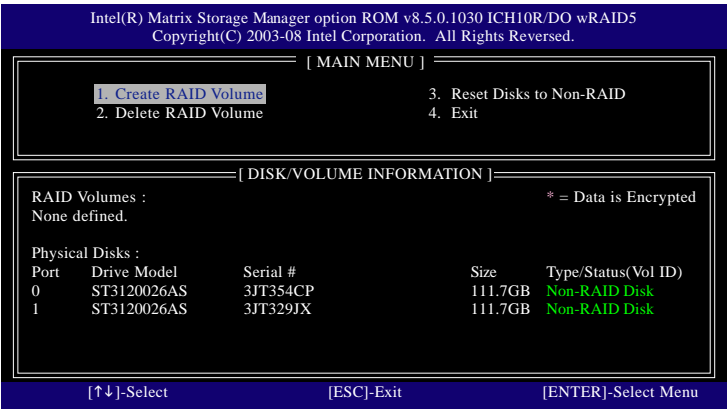 Intel(R) Matrix Storage Manager option ROM v8.5.0.1030 ICH10R/DO wRAID5
Copyright(C) 2003-08 Intel Corporation. All Rights Reversed.
[ MAIN MENU ]
1. Create RAID Volume 3. Reset Disks to Non-RAID
2. Delete RAID Volume 4. Exit
[ DISK/VOLUME INFORMATION ]
RAID Volumes : * = Data is Encrypted
None defined.
Physical Disks :
Port Drive Model Serial # Size Type/Status(Vol ID)
0 ST3120026AS 3JT354CP 111.7GB Non-RAID Disk
1 ST3120026AS 3JT329JX 111.7GB Non-RAID Disk
[↑↓]-Select [ESC]-Exit [ENTER]-Select Menu